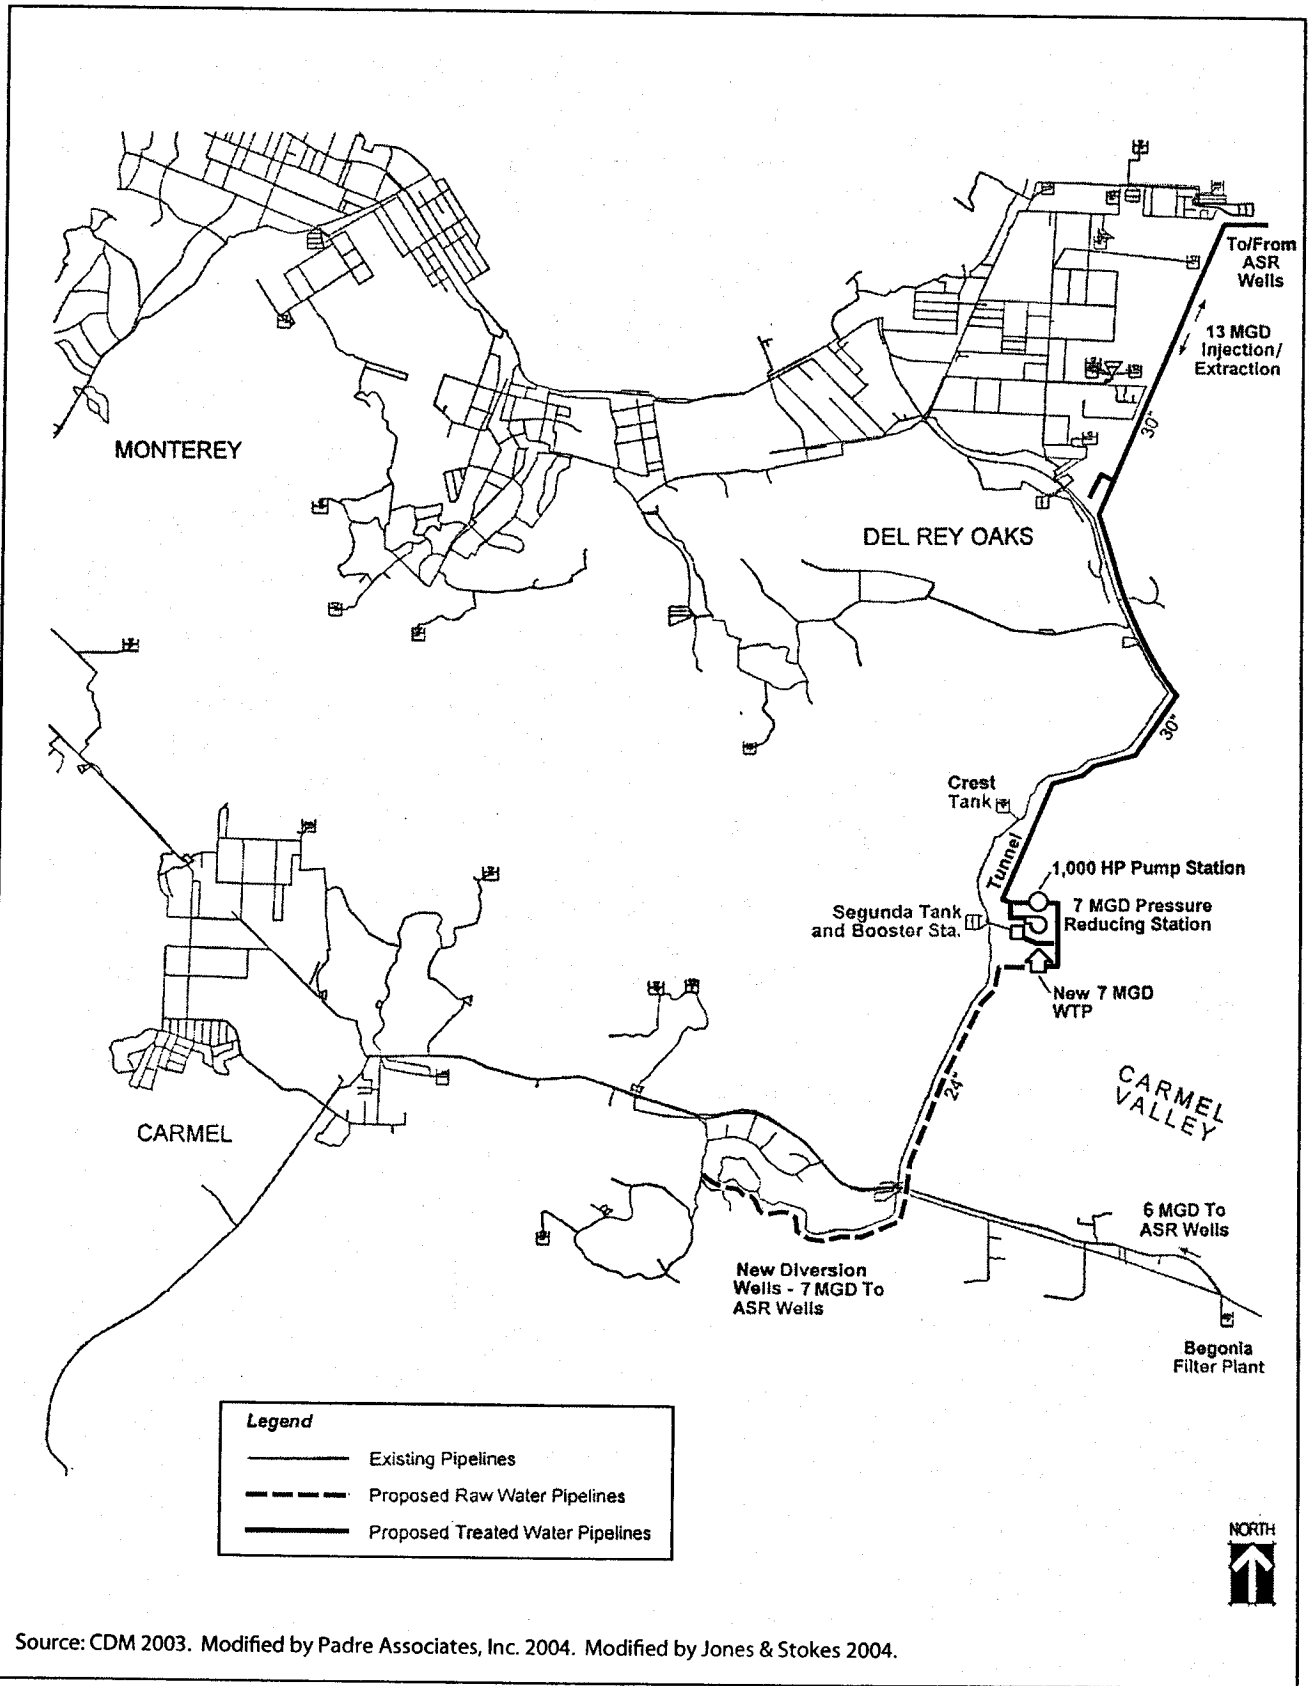 To/From
ASR
Wells
13 MGD
Injection/
Extraction
30"
MONTEREY
DEL REY OAKS
30"
Crest
Tank
Tunnel
1,000 HP Pump Station
7 MGD Pressure
Reducing Station
Segunda Tank
and Booster Sta.
New 7 MGD
WTP
24"
CARMEL
VALLEY
CARMEL
6 MGD To
ASR Wells
New Diversion
Wells - 7 MGD To
ASR Wells
Begonia
Filter Plant
Legend
Existing Pipelines
Proposed Raw Water Pipelines
Proposed Treated Water Pipelines
NORTH
Source: CDM 2003. Modified by Padre Associates, Inc. 2004. Modified by Jones & Stokes 2004.